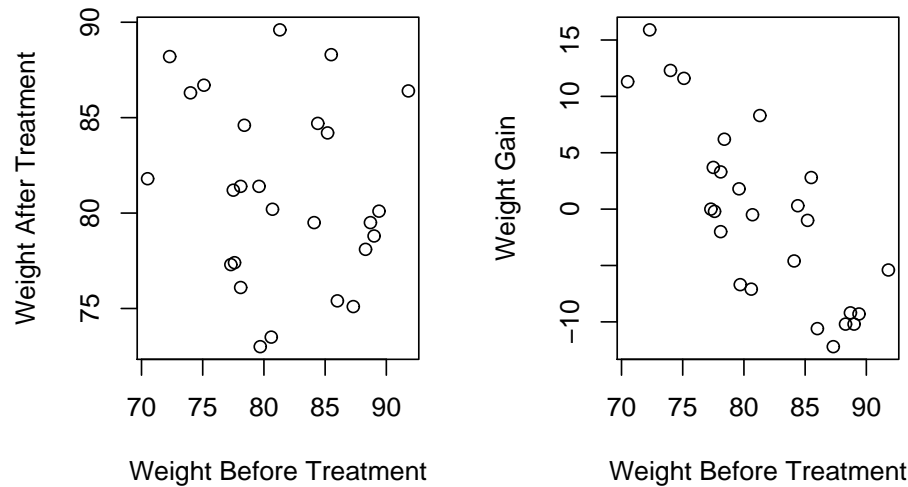 Weight After Treatment
90
85
80
75
70 75 80 85 90
Weight Before Treatment
Weight Gain
15
10
5
0
−10
70 75 80 85 90
Weight Before Treatment